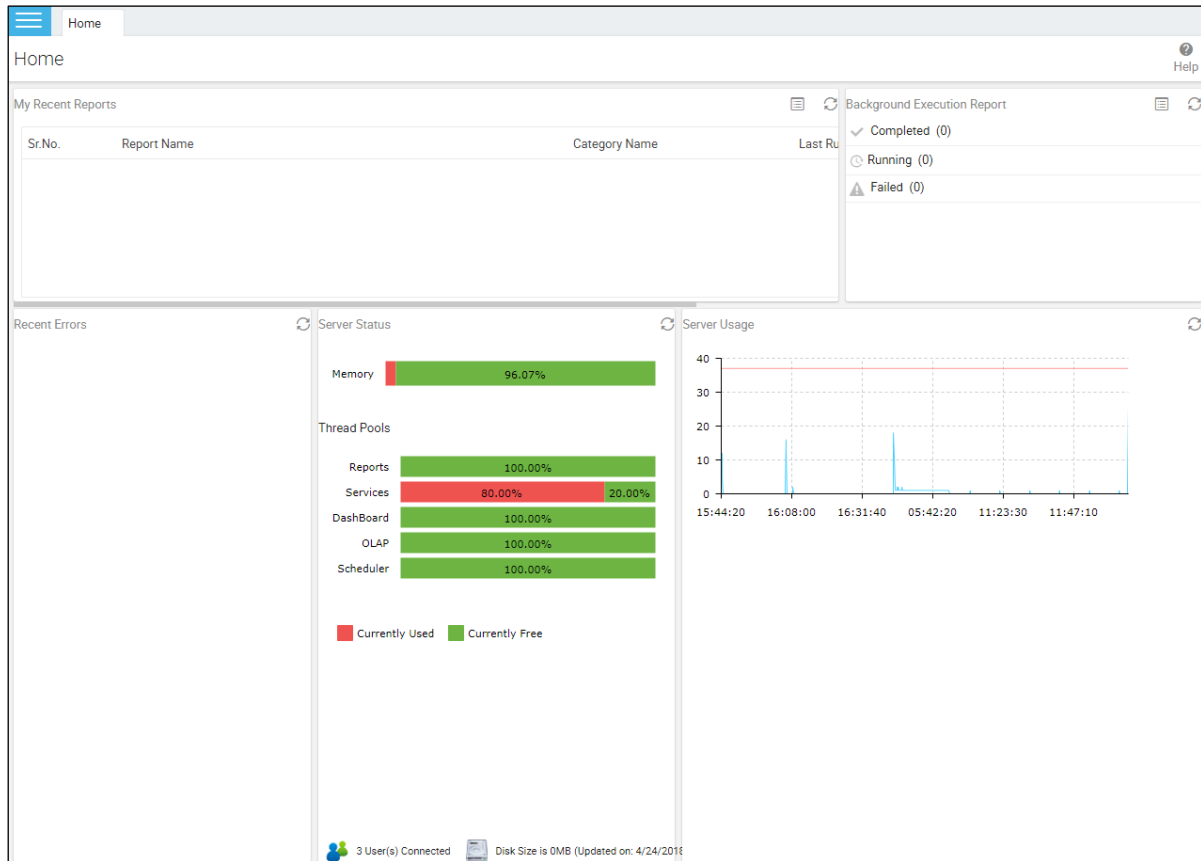 Home
Home
Help
My Recent Reports
Sr.No. Report Name Category Name Last Ru
Background Execution Report
Completed (0)
Running (0)
Failed (0)
Recent Errors
Server Status
Memory 96.07%
Thread Pools
Reports 100.00%
Services 80.00% 20.00%
DashBoard 100.00%
OLAP 100.00%
Scheduler 100.00%
Currently Used Currently Free
3 User(s) Connected Disk Size is 0MB (Updated on: 4/24/2018
Server Usage
40
30
20
10
0
15:44:20 16:08:00 16:31:40 05:42:20 11:23:30 11:47:10